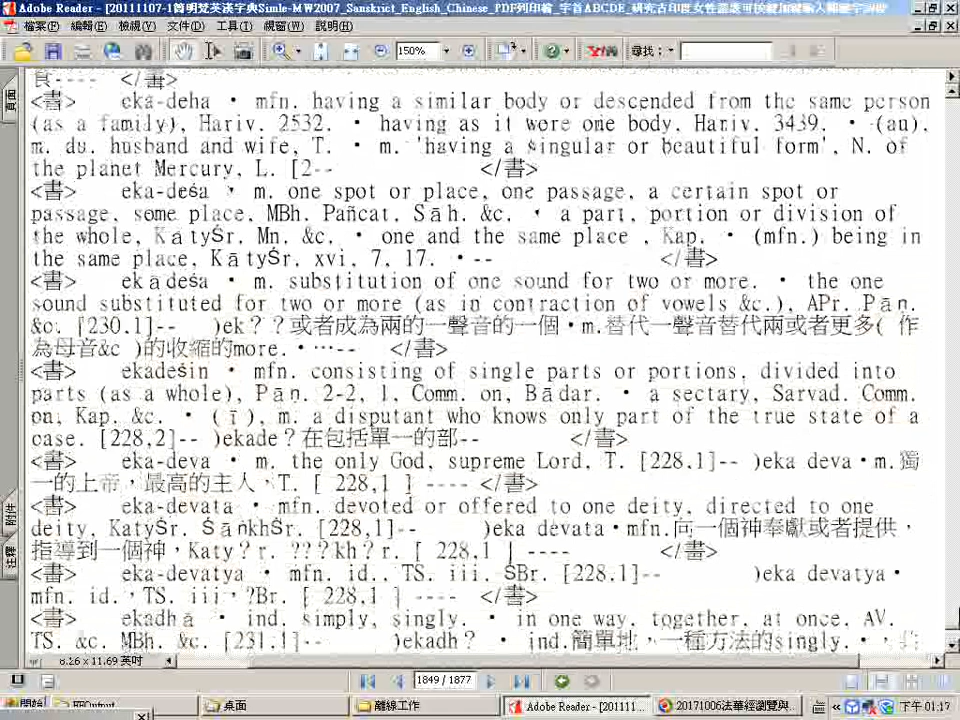 Adobe Reader - [20111107-1簡明梵英漢字典Simle-MW2007_Sanskrict_English_Chinese_PDF列印檔_字首ABCDE_研究古印度女性
檔案(F) 編輯(E) 檢視(V) 文件(D) 工具(T) 視窗(W) 說明(H)
150% 尋找：
頁面
食---- </書>
<書> eka-deha • mfn. having a similar body or descended from the same person
(as a family), Hariv. 2532. • having as it were one body, Hariv. 3439. • (au),
m. du. husband and wife, T. • m. 'having a singular or beautiful form', N. of
the planet Mercury, L. [2-- </書>
<書> eka-deśa • m. one spot or place, one passage, a certain spot or
passage, some place, MBh. Pañcat. Sāh. &c. • a part, portion or division of
the whole, KātyŚr. Mn. &c. • one and the same place , Kap. • (mfn.) being in
the same place, KātyŚr. xvi, 7, 17. •-- </書>
<書> ekādeśa • m. substitution of one sound for two or more. • the one
sound substituted for two or more (as in contraction of vowels &c.), APr. Pāṇ.
&c. [230.1]-- )ek？？或者成為兩的一聲音的一個•m.替代一聲音替代兩或者更多( 作
為母音&c )的收縮的more.•…-- </書>
<書> ekadeśin • mfn. consisting of single parts or portions, divided into
parts (as a whole), Pāṇ. 2-2, 1, Comm. on, Bādar. • a sectary, Sarvad. Comm.
on, Kap. &c. • (ī), m. a disputant who knows only part of the true state of a
case. [228,2]-- )ekade？在包括單一的部-- </書>
<書> eka-deva • m. the only God, supreme Lord, T. [228.1]-- )eka deva•m.獨
一的上帝，最高的主人，T. [ 228,1 ] ---- </書>
<書> eka-devata • mfn. devoted or offered to one deity, directed to one
deity, KatyŚr. ŚāṅkhŚr. [228,1]-- )eka devata•mfn.向一個神奉獻或者提供，
指導到一個神，Katy？r. ???kh？r. [ 228.1 ] ---- </書>
<書> eka-devatya • mfn. id., TS. iii, ŚBr. [228.1]-- )eka devatya•
mfn. id.，TS. iii，?Br. [ 228,1 ] ---- </書>
<書> ekadhā • ind. simply, singly. • in one way, together, at once, AV.
TS. &c. MBh. &c. [231.1]-- )ekadh？ • ind.簡單地，一種方法的singly.•，
附件
註釋
8.26 x 11.69 英吋
1849 / 1877
開始 桌面 離線工作 Adobe Reader - [201111... 20171006法華經瀏覽與... 下午 01:17